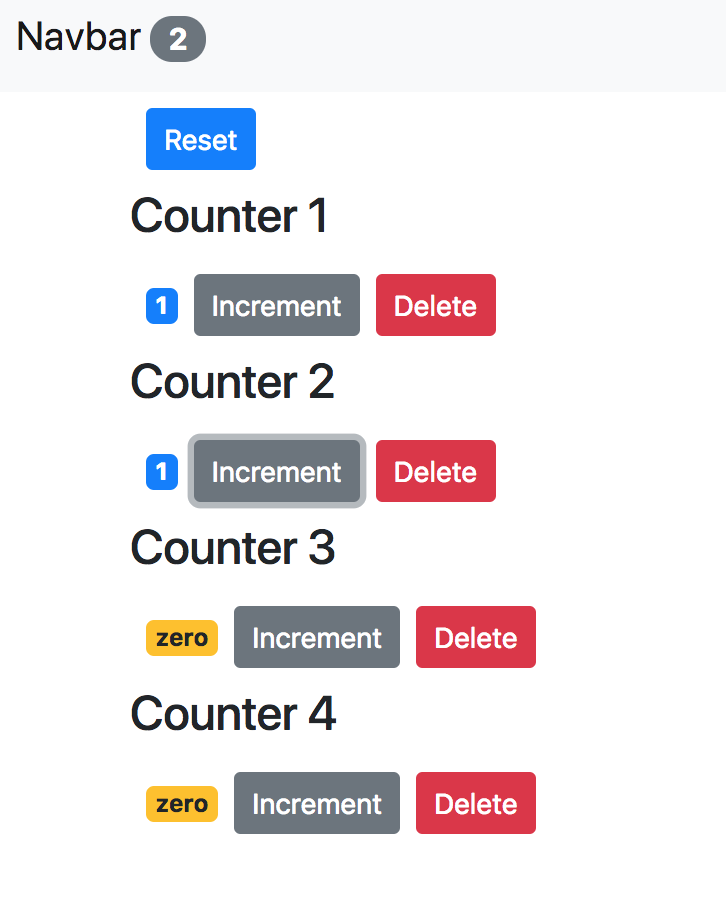 Navbar 2
Reset
Counter 1
1 Increment Delete
Counter 2
1 Increment Delete
Counter 3
zero Increment Delete
Counter 4
zero Increment Delete